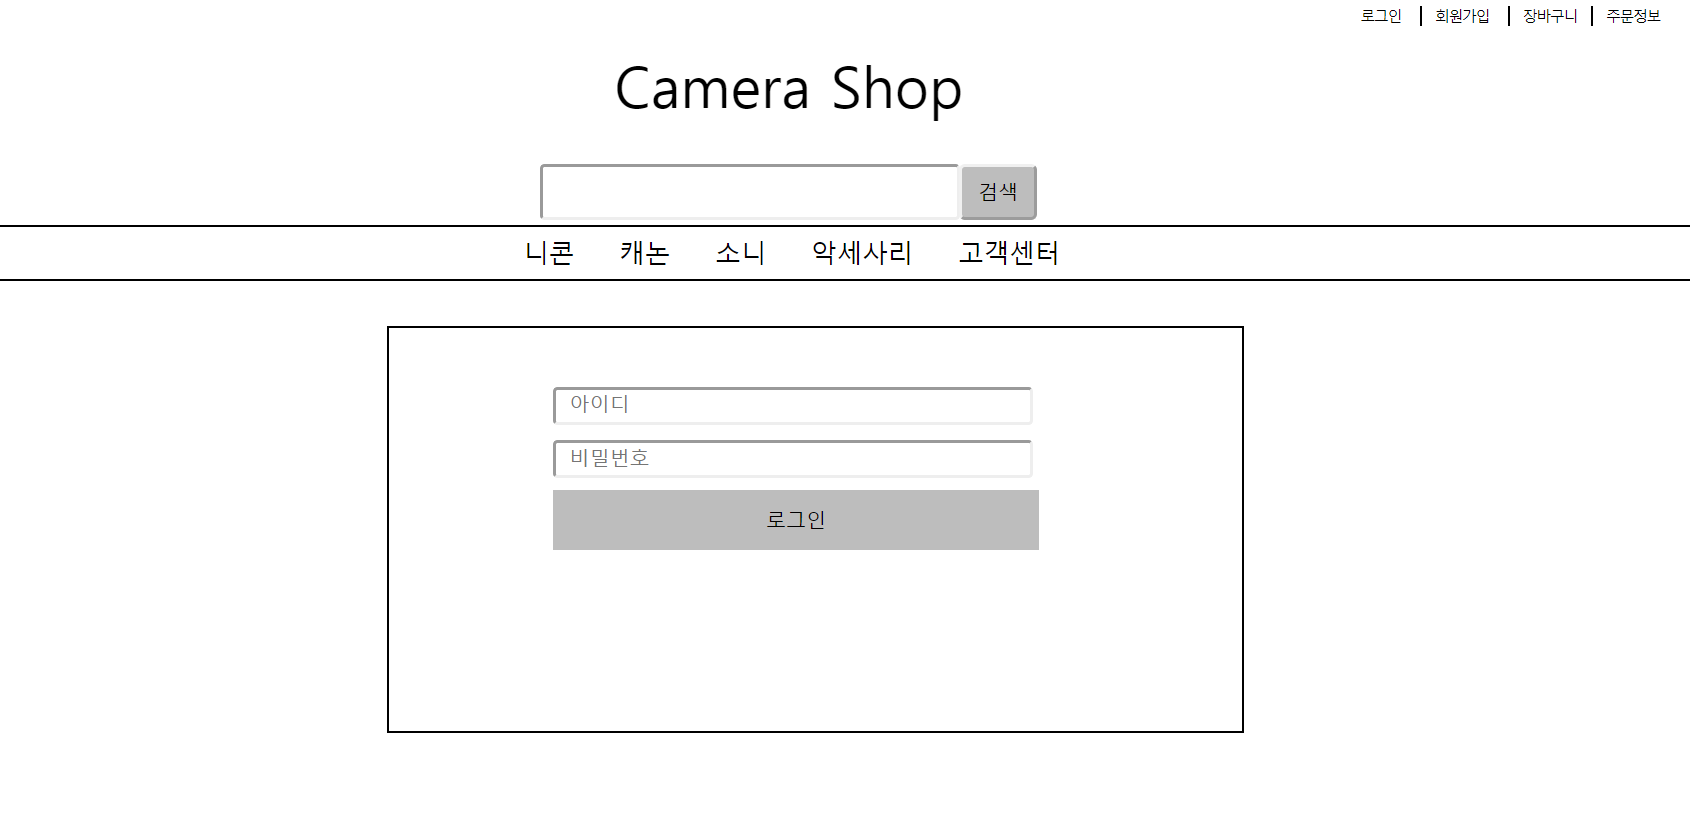 로그인 회원가입 장바구니 주문정보
Camera Shop
검색
니콘 캐논 소니 악세사리 고객센터
아이디
비밀번호
로그인